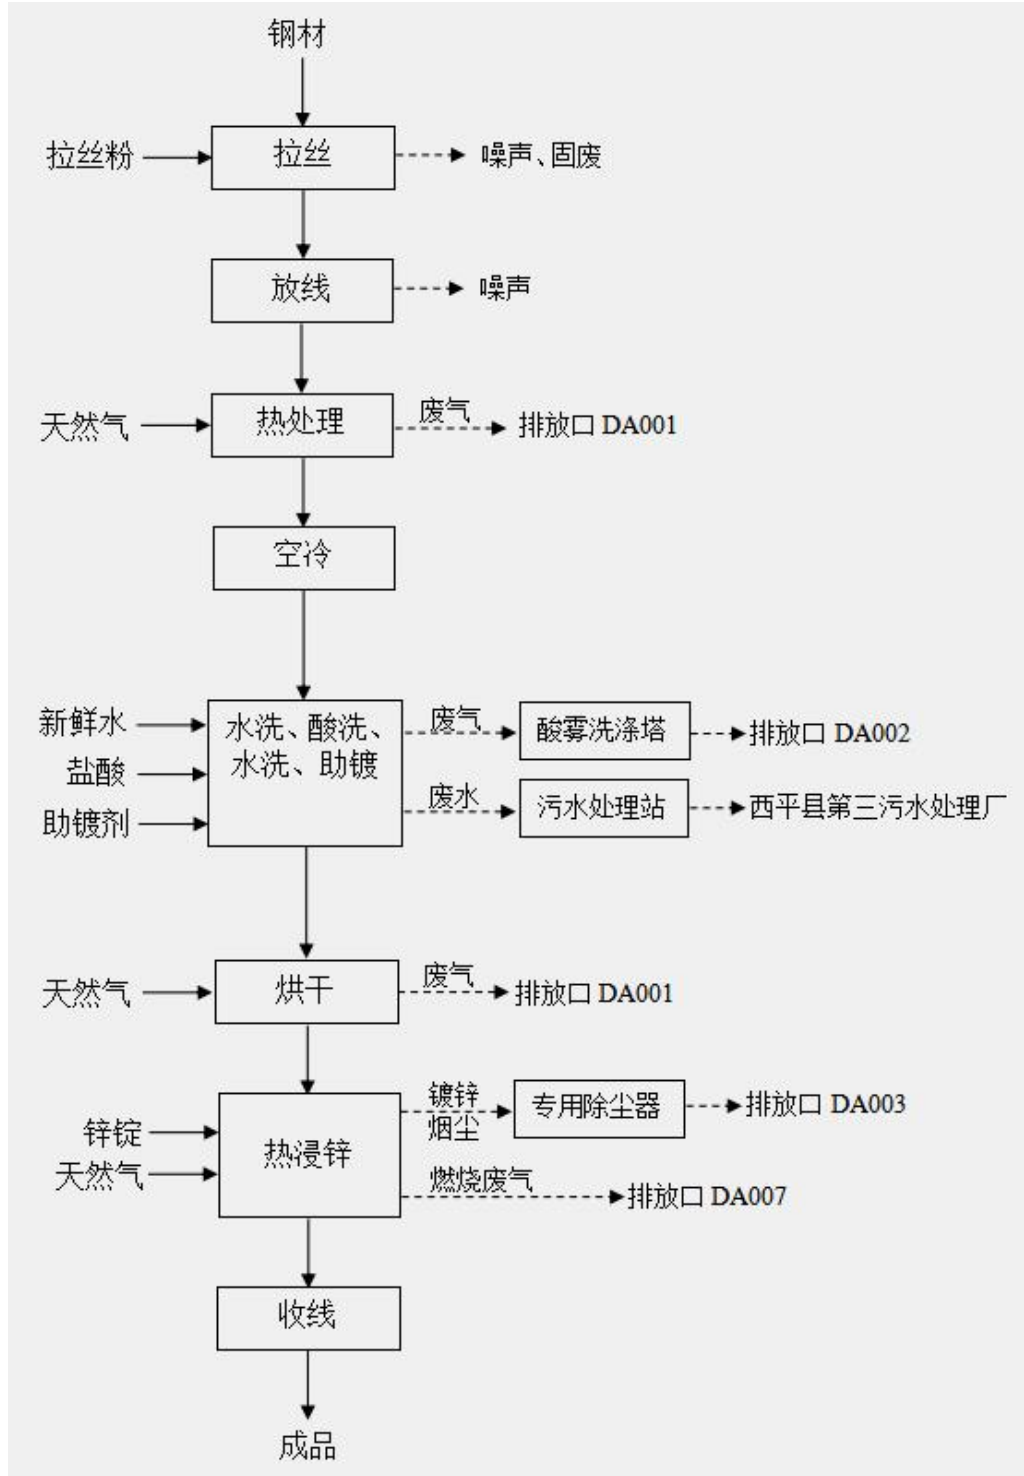 钢材
拉丝粉
拉丝
噪声、固废
放线
噪声
天然气
热处理
废气
排放口 DA001
空冷
新鲜水
盐酸
助镀剂
水洗、酸洗、
水洗、助镀
废气
酸雾洗涤塔
排放口 DA002
废水
污水处理站
西平县第三污水处理厂
天然气
烘干
废气
排放口 DA001
锌锭
天然气
热浸锌
镀锌
烟尘
专用除尘器
排放口 DA003
燃烧废气
排放口 DA007
收线
成品